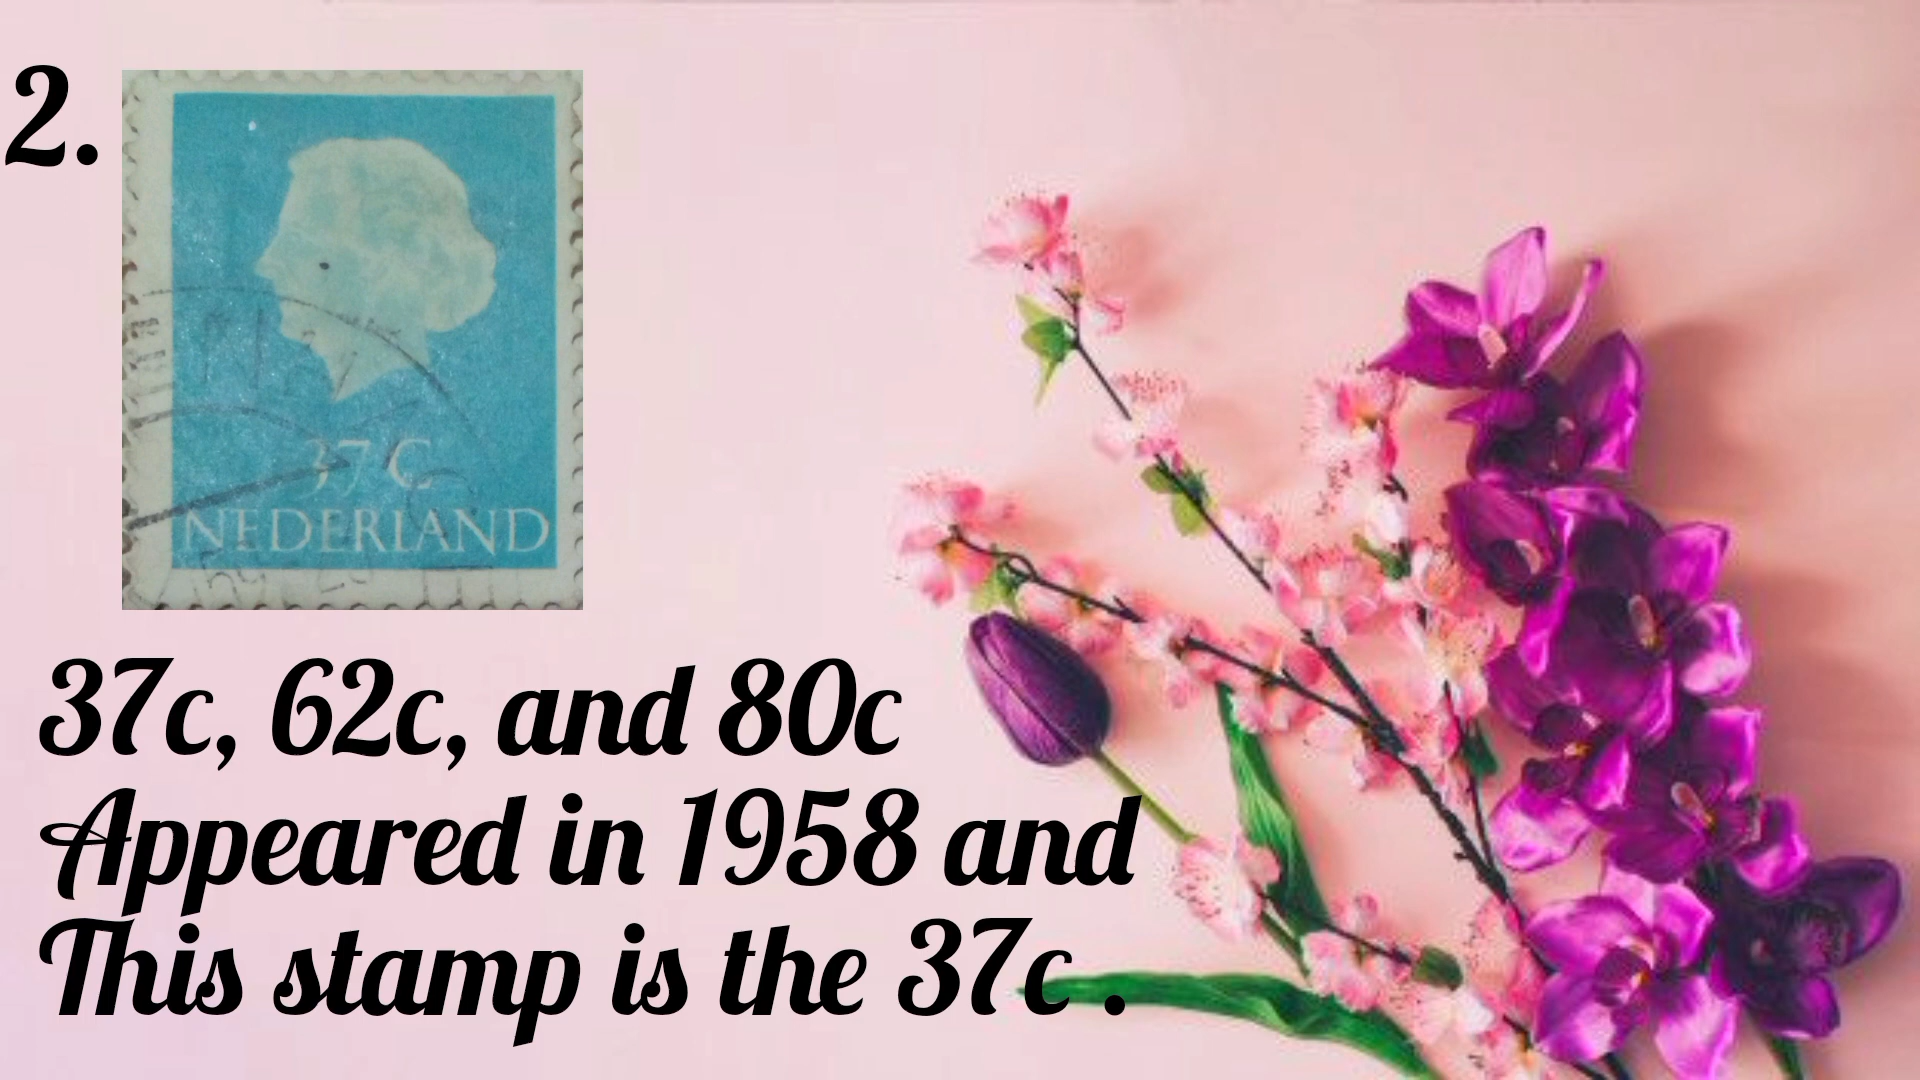 2.
37 C
NEDERLAND
37c, 62c, and 80c
Appeared in 1958 and
This stamp is the 37c .